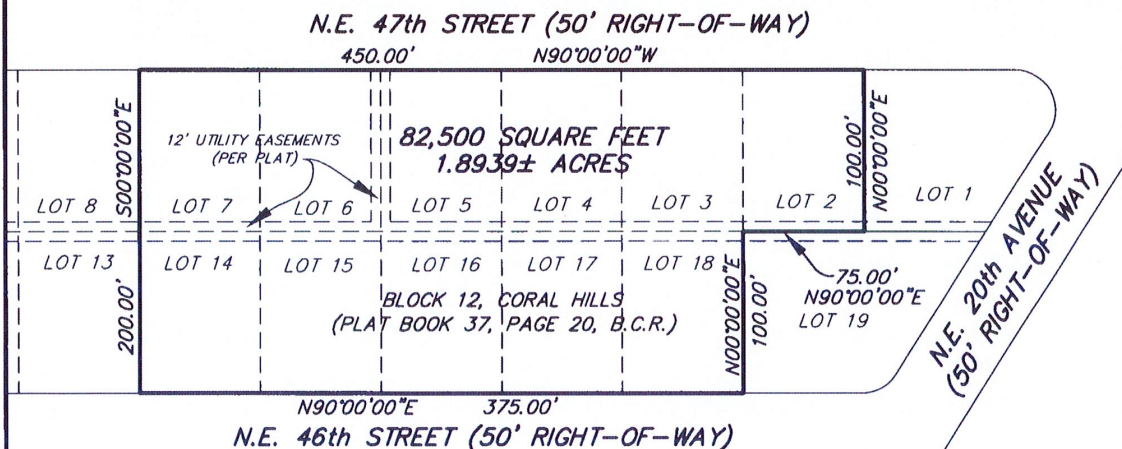 N.E. 47th STREET (50' RIGHT-OF-WAY)
450.00' N90°00'00"W
12' UTILITY EASEMENTS
(PER PLAT)
82,500 SQUARE FEET
1.8939± ACRES
S00°00'00"E
200.00'
100.00'
N00°00'00"E
LOT 8
LOT 7
LOT 6
LOT 5
LOT 4
LOT 3
LOT 2
LOT 1
LOT 13
LOT 14
LOT 15
LOT 16
LOT 17
LOT 18
N00°00'00"E
100.00'
75.00'
N90°00'00"E
LOT 19
BLOCK 12, CORAL HILLS
(PLAT BOOK 37, PAGE 20, B.C.R.)
N.E. 20th AVENUE
(50' RIGHT-OF-WAY)
N90°00'00"E 375.00'
N.E. 46th STREET (50' RIGHT-OF-WAY)